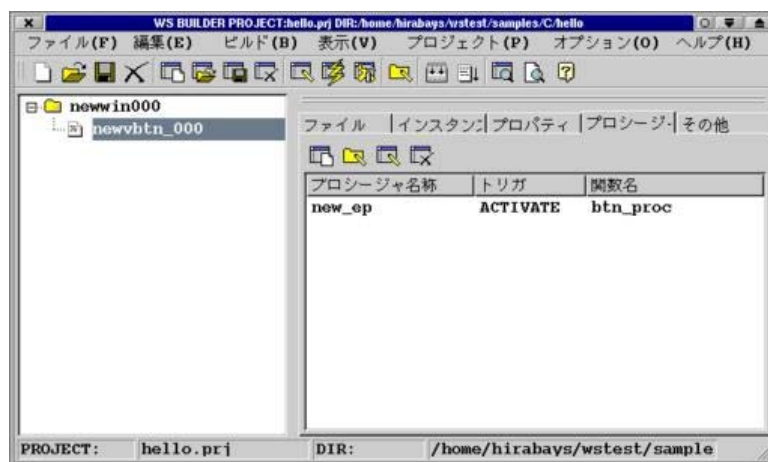 WS BUILDER PROJECT:hello.prj DIR:/home/hirabays/wstest/samples/C/hello
ファイル(F) 編集(E) ビルド(B) 表示(V) プロジェクト(P) オプション(O) ヘルプ(H)
newwin000
newvbtn_000
ファイル インスタン プロパティ プロシージ- その他
プロシージャ名称 トリガ 関数名
new_ep ACTIVATE btn_proc
PROJECT: hello.prj DIR: /home/hirabays/wstest/sample